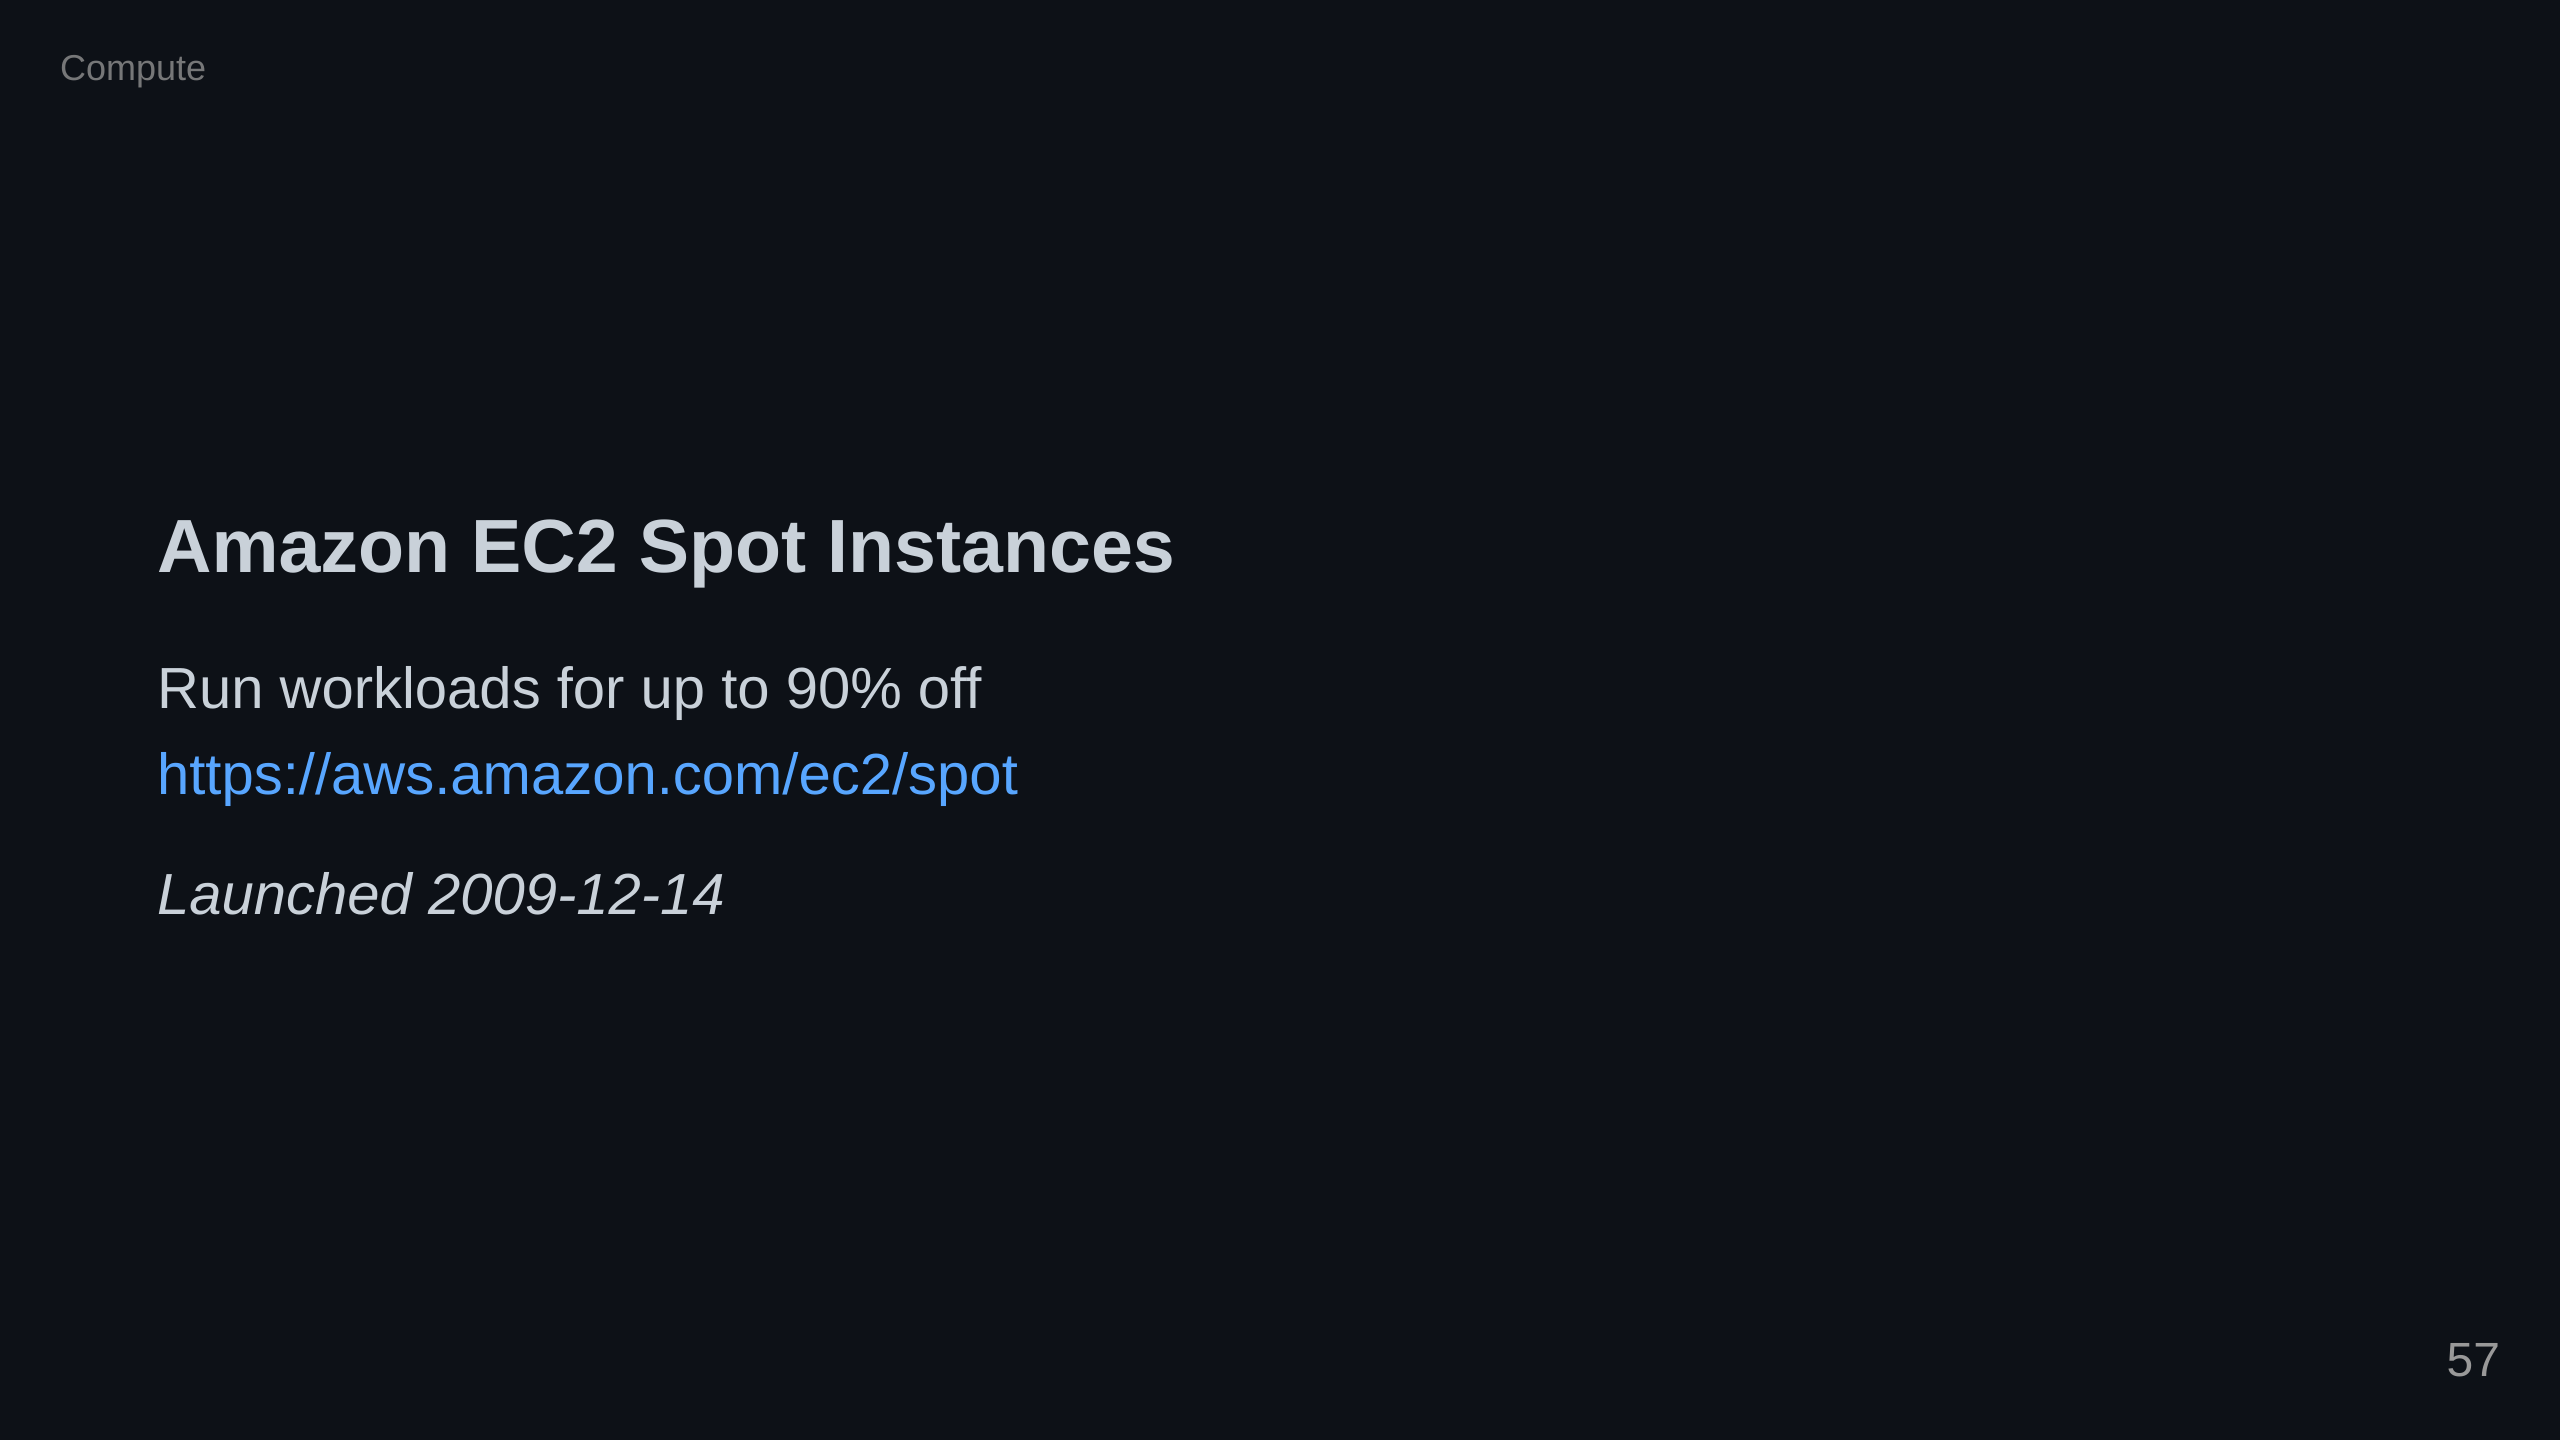 Compute
Amazon EC2 Spot Instances
Run workloads for up to 90% off
https://aws.amazon.com/ec2/spot
Launched 2009-12-14
57